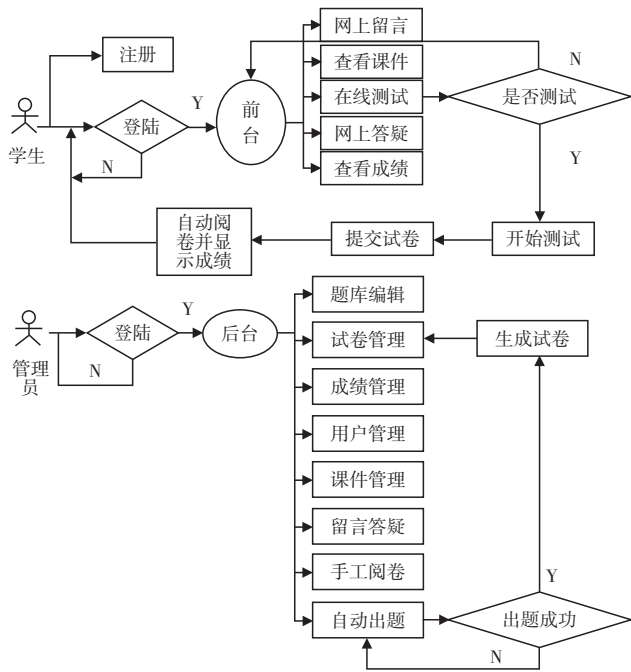 网上留言
注册
查看课件
N
Y
前
台
在线测试
是否测试
登陆
学生
网上答疑
N
Y
查看成绩
自动阅
卷并显
示成绩
提交试卷
开始测试
题库编辑
Y
登陆
后台
试卷管理
生成试卷
管理
员
N
成绩管理
用户管理
课件管理
留言答疑
手工阅卷
Y
自动出题
出题成功
N